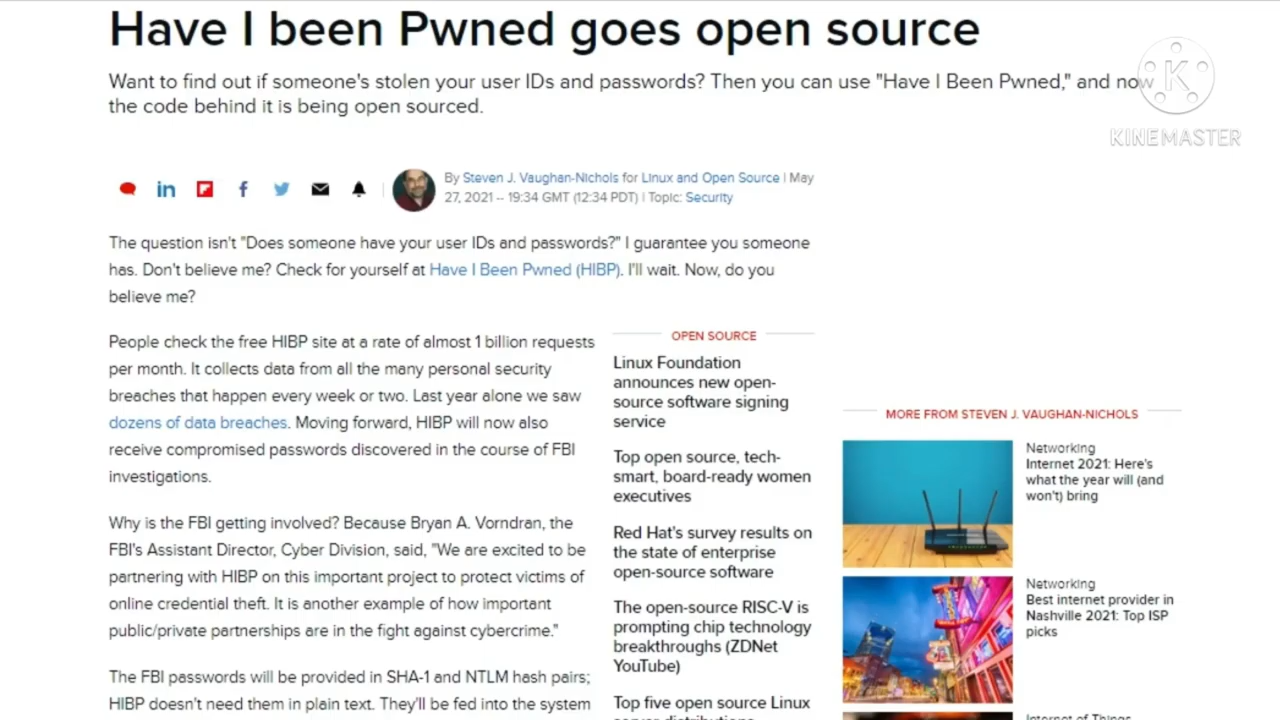 Have I been Pwned goes open source
Want to find out if someone's stolen your user IDs and passwords? Then you can use "Have I Been Pwned," and now
the code behind it is being open sourced.
K
KINEMASTER
By Steven J. Vaughan-Nichols for Linux and Open Source | May
27, 2021 -- 19:34 GMT (12:34 PDT) | Topic: Security
The question isn't "Does someone have your user IDs and passwords?" I guarantee you someone
has. Don't believe me? Check for yourself at Have I Been Pwned (HIBP). I'll wait. Now, do you
believe me?
People check the free HIBP site at a rate of almost 1 billion requests
per month. It collects data from all the many personal security
breaches that happen every week or two. Last year alone we saw
dozens of data breaches. Moving forward, HIBP will now also
receive compromised passwords discovered in the course of FBI
investigations.
Why is the FBI getting involved? Because Bryan A. Vorndran, the
FBI's Assistant Director, Cyber Division, said, "We are excited to be
partnering with HIBP on this important project to protect victims of
online credential theft. It is another example of how important
public/private partnerships are in the fight against cybercrime."
The FBI passwords will be provided in SHA-1 and NTLM hash pairs;
HIBP doesn't need them in plain text. They'll be fed into the system
OPEN SOURCE
Linux Foundation
announces new open-
source software signing
service
Top open source, tech-
smart, board-ready women
executives
Red Hat's survey results on
the state of enterprise
open-source software
The open-source RISC-V is
prompting chip technology
breakthroughs (ZDNet
YouTube)
Top five open source Linux
server distributions
MORE FROM STEVEN J. VAUGHAN-NICHOLS
Networking
Internet 2021: Here's
what the year will (and
won't) bring
Networking
Best internet provider in
Nashville 2021: Top ISP
picks
Internet of Things